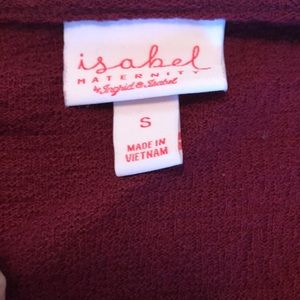 isabel
MATERNITY
by Ingrid & Isabel
S
MADE IN
VIETNAM